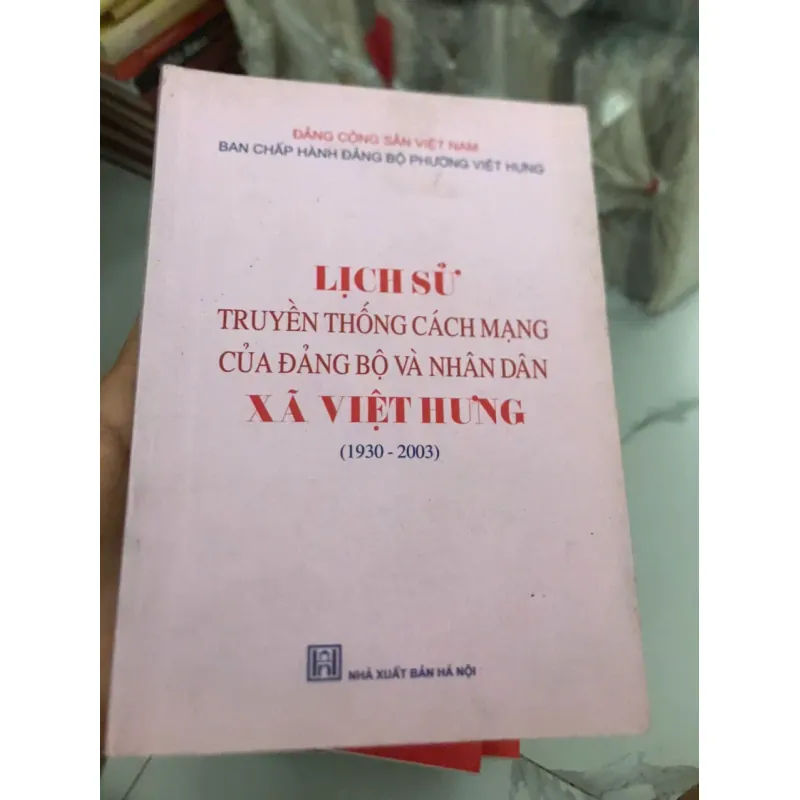 ĐẢNG CỘNG SẢN VIỆT NAM
BAN CHẤP HÀNH ĐẢNG BỘ PHƯỜNG VIỆT HƯNG
LỊCH SỬ
TRUYỀN THỐNG CÁCH MẠNG
CỦA ĐẢNG BỘ VÀ NHÂN DÂN
XÃ VIỆT HƯNG
(1930 - 2003)
NHÀ XUẤT BẢN HÀ NỘI